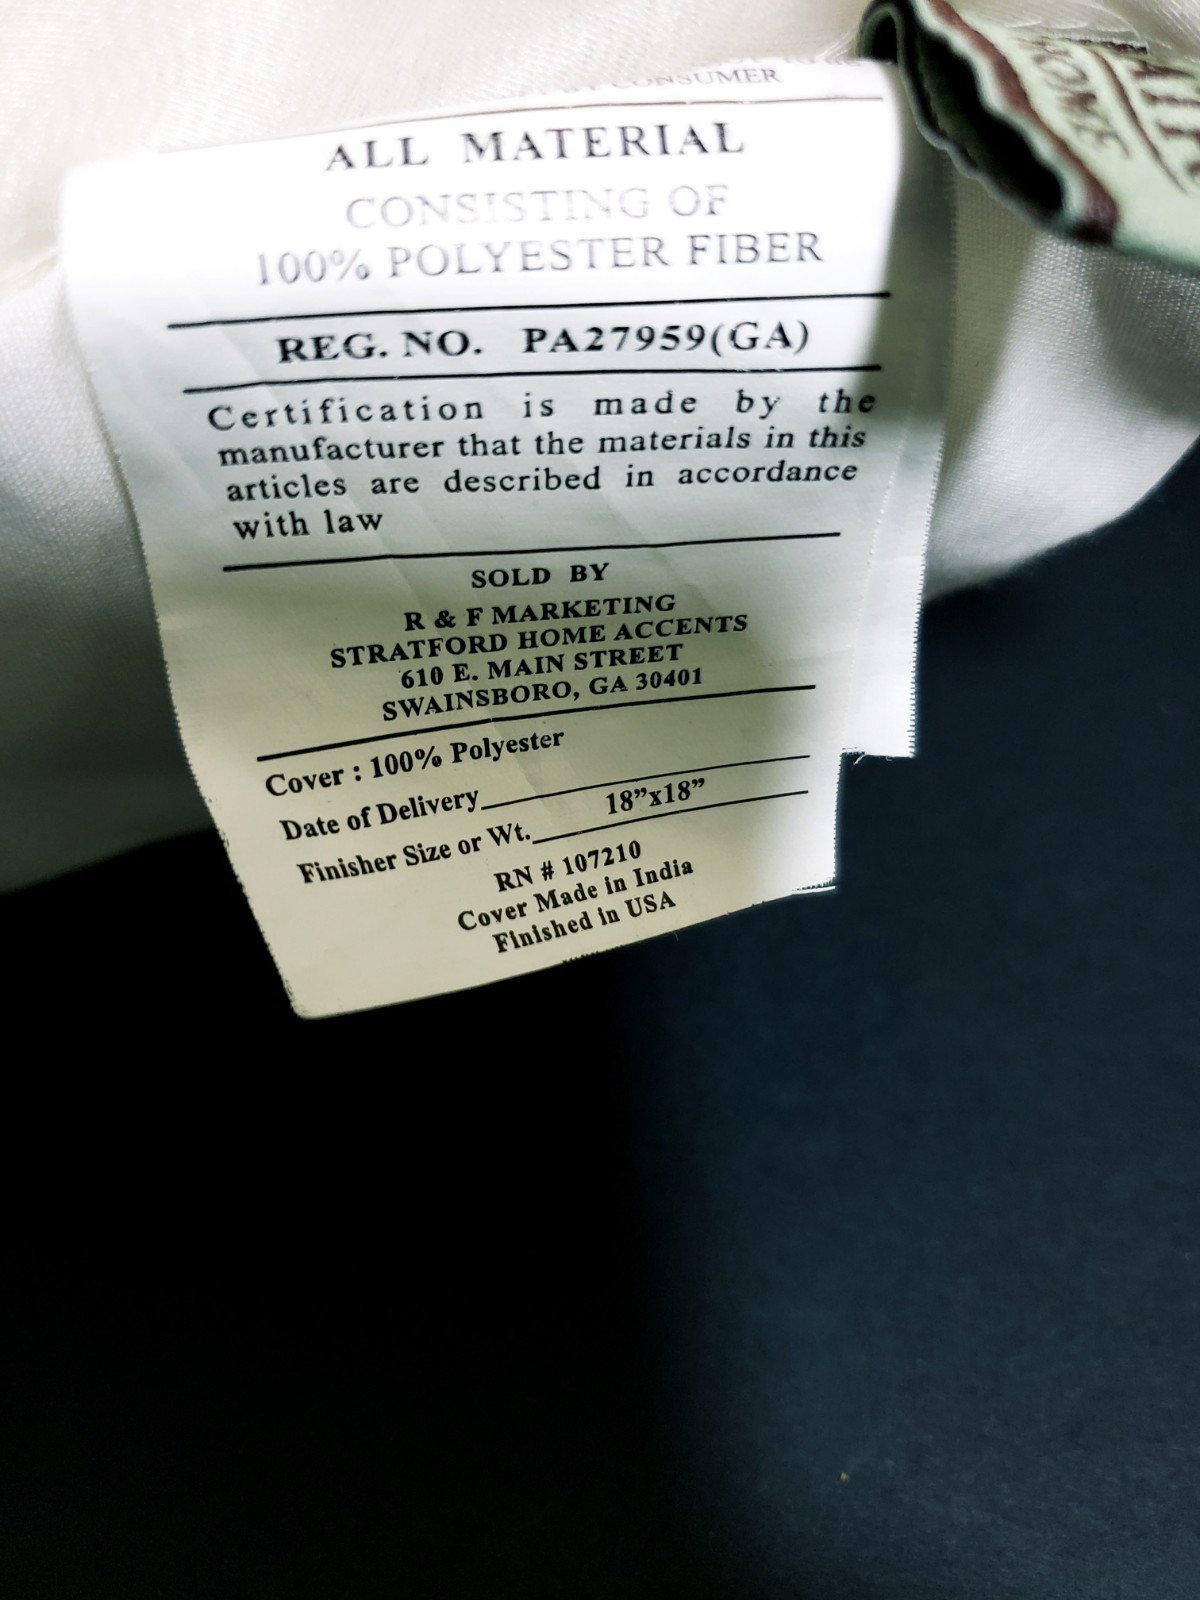 CONSUMER
ALL MATERIAL
CONSISTING OF
100% POLYESTER FIBER
REG. NO. PA27959(GA)
Certification is made by the
manufacturer that the materials in this
articles are described in accordance
with law
SOLD BY
R & F MARKETING
STRATFORD HOME ACCENTS
610 E. MAIN STREET
SWAINSBORO, GA 30401
Cover : 100% Polyester
Date of Delivery
Finisher Size or Wt. 18”x18”
RN # 107210
Cover Made in India
Finished in USA
HOME